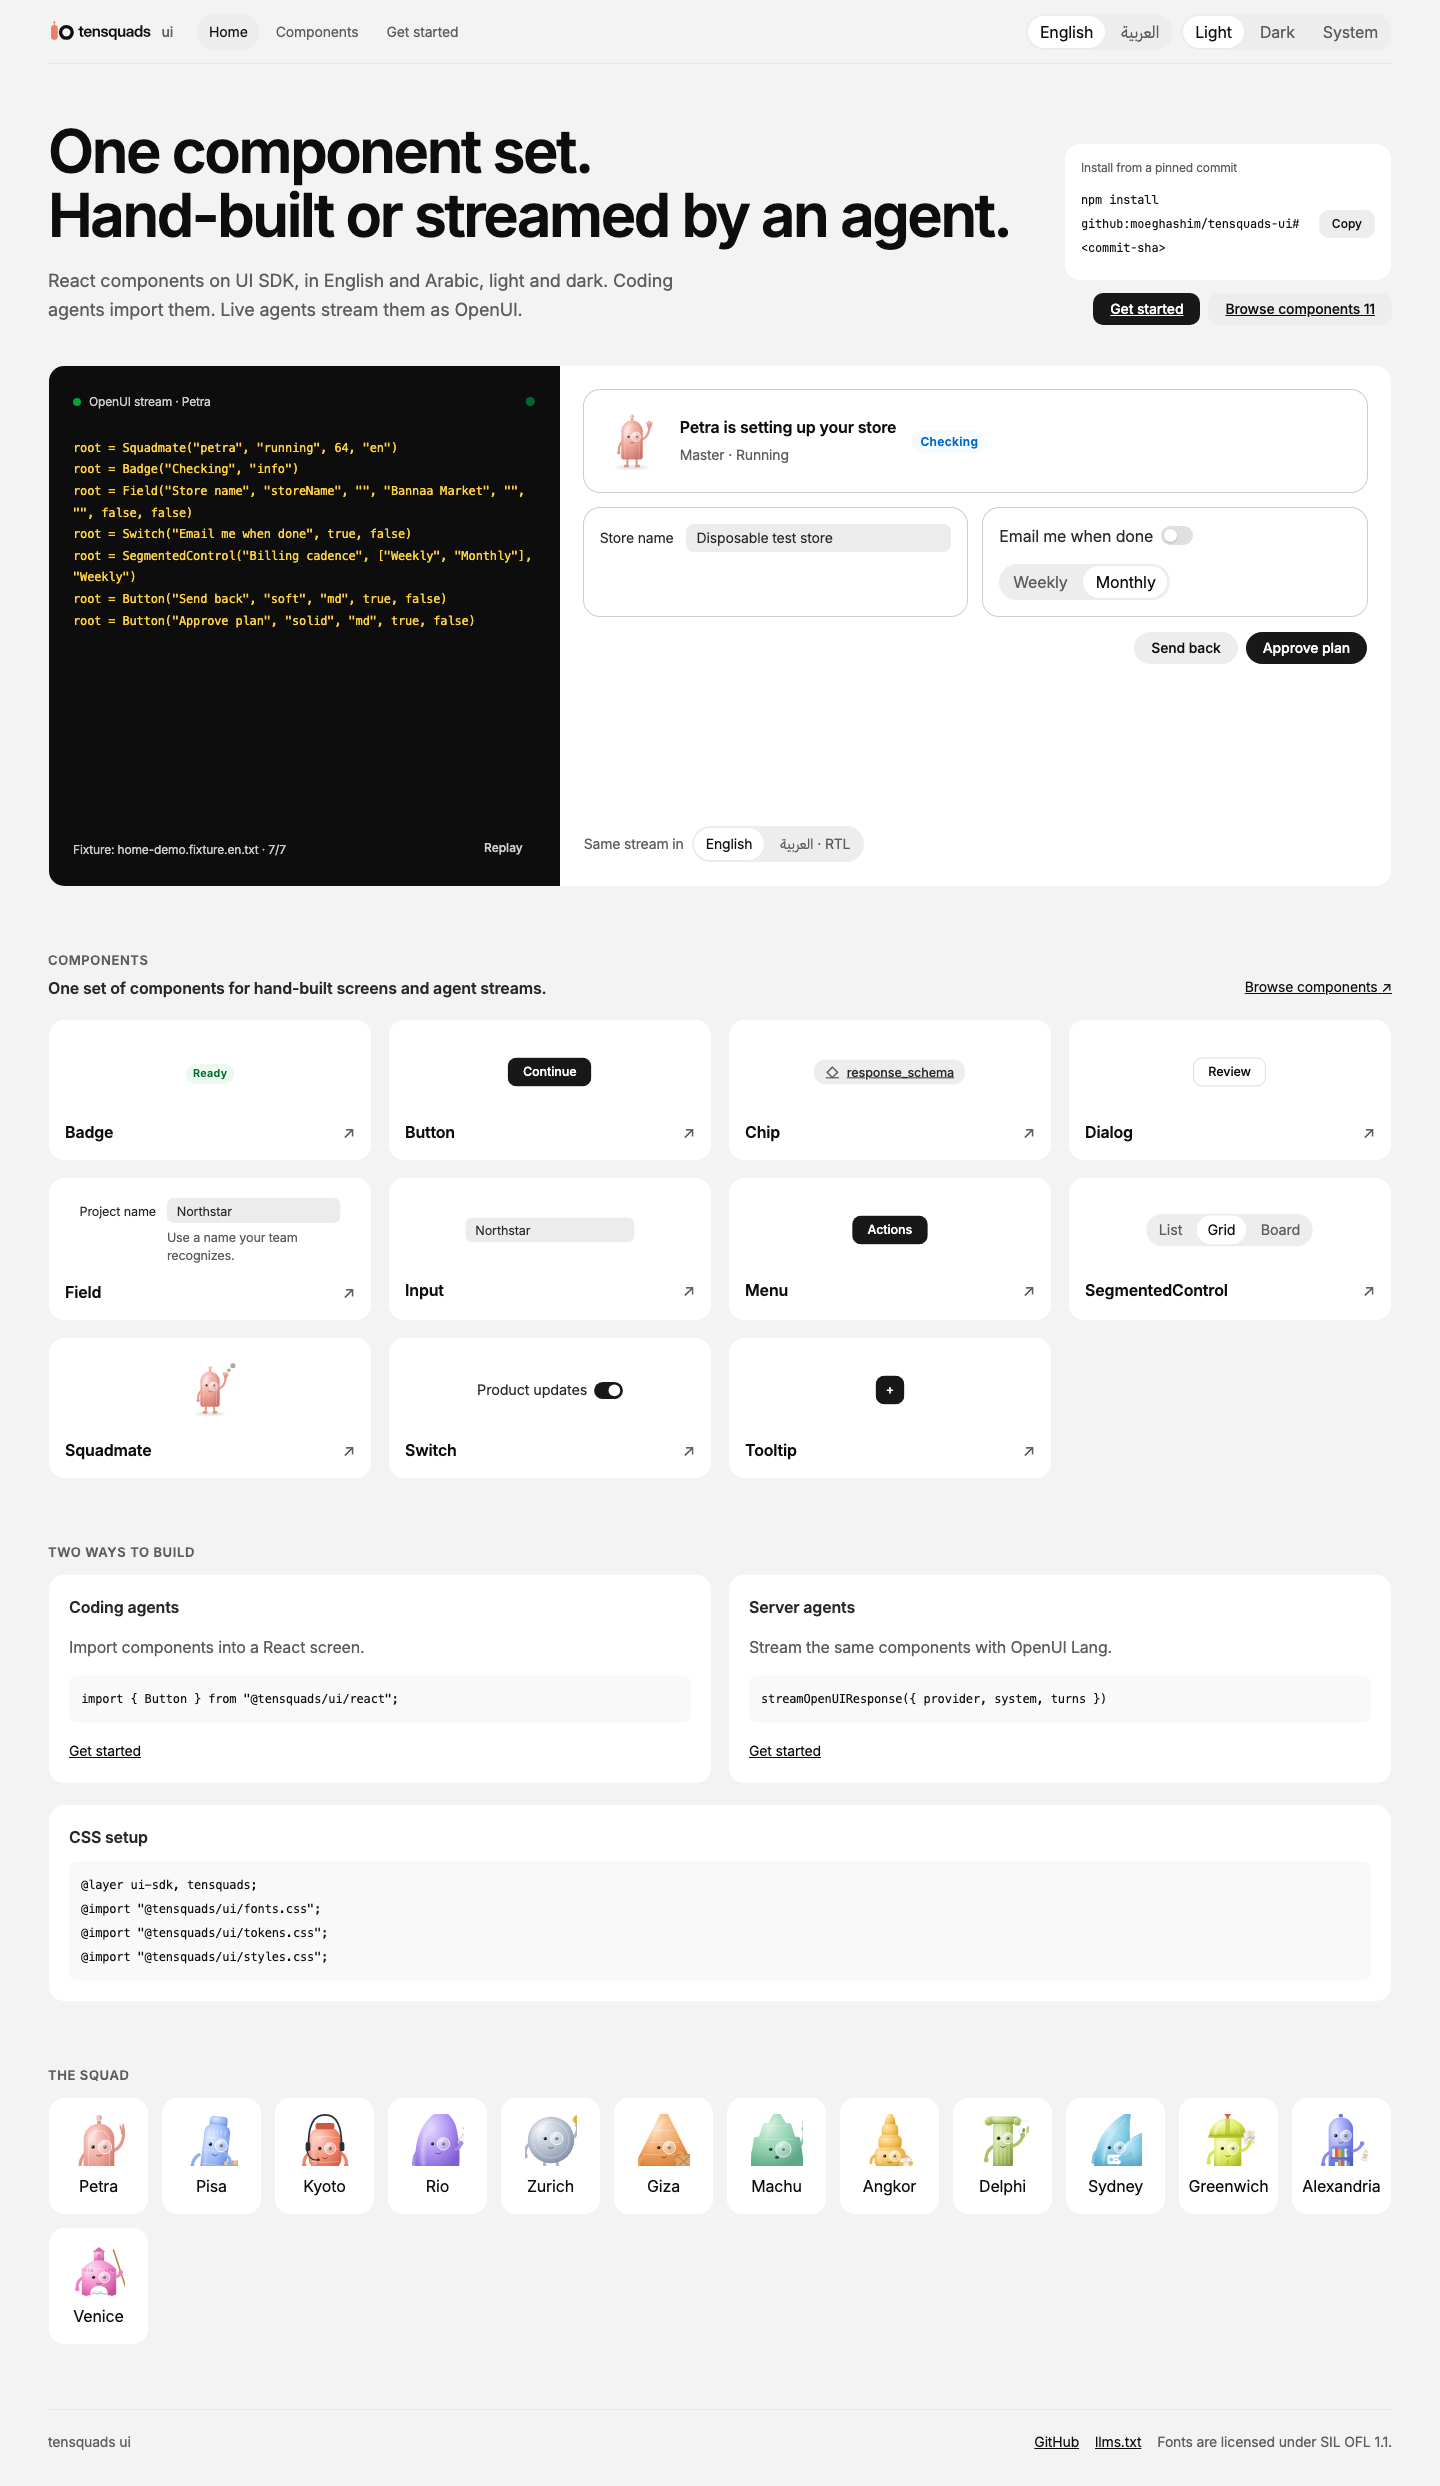 tensquads ui
Home
Components
Get started
English
العربية
Light
Dark
System
One component set.
Hand-built or streamed by an agent.
React components on UI SDK, in English and Arabic, light and dark. Coding
agents import them. Live agents stream them as OpenUI.
Install from a pinned commit
npm install
github:moeghashim/tensquads-ui#
<commit-sha>
Copy
Get started
Browse components 11
OpenUI stream · Petra
root = Squadmate("petra", "running", 64, "en")
root = Badge("Checking", "info")
root = Field("Store name", "storeName", "", "Bannaa Market", "",
"", false, false)
root = Switch("Email me when done", true, false)
root = SegmentedControl("Billing cadence", ["Weekly", "Monthly"],
"Weekly")
root = Button("Send back", "soft", "md", true, false)
root = Button("Approve plan", "solid", "md", true, false)
Fixture: home-demo.fixture.en.txt · 7/7
Replay
Petra is setting up your store
Master · Running
Checking
Store name
Disposable test store
Email me when done
Weekly
Monthly
Send back
Approve plan
Same stream in
English
العربية · RTL
COMPONENTS
One set of components for hand-built screens and agent streams.
Browse components ↗
Ready
Badge ↗
Continue
Button ↗
response_schema
Chip ↗
Review
Dialog ↗
Project name
Northstar
Use a name your team
recognizes.
Field ↗
Northstar
Input ↗
Actions
Menu ↗
List
Grid
Board
SegmentedControl ↗
Squadmate ↗
Product updates
Switch ↗
+
Tooltip ↗
TWO WAYS TO BUILD
Coding agents
Import components into a React screen.
import { Button } from "@tensquads/ui/react";
Get started
Server agents
Stream the same components with OpenUI Lang.
streamOpenUIResponse({ provider, system, turns })
Get started
CSS setup
@layer ui-sdk, tensquads;
@import "@tensquads/ui/fonts.css";
@import "@tensquads/ui/tokens.css";
@import "@tensquads/ui/styles.css";
THE SQUAD
Petra
Pisa
Kyoto
Rio
Zurich
Giza
Machu
Angkor
Delphi
Sydney
Greenwich
Alexandria
Venice
tensquads ui
GitHub
llms.txt
Fonts are licensed under SIL OFL 1.1.